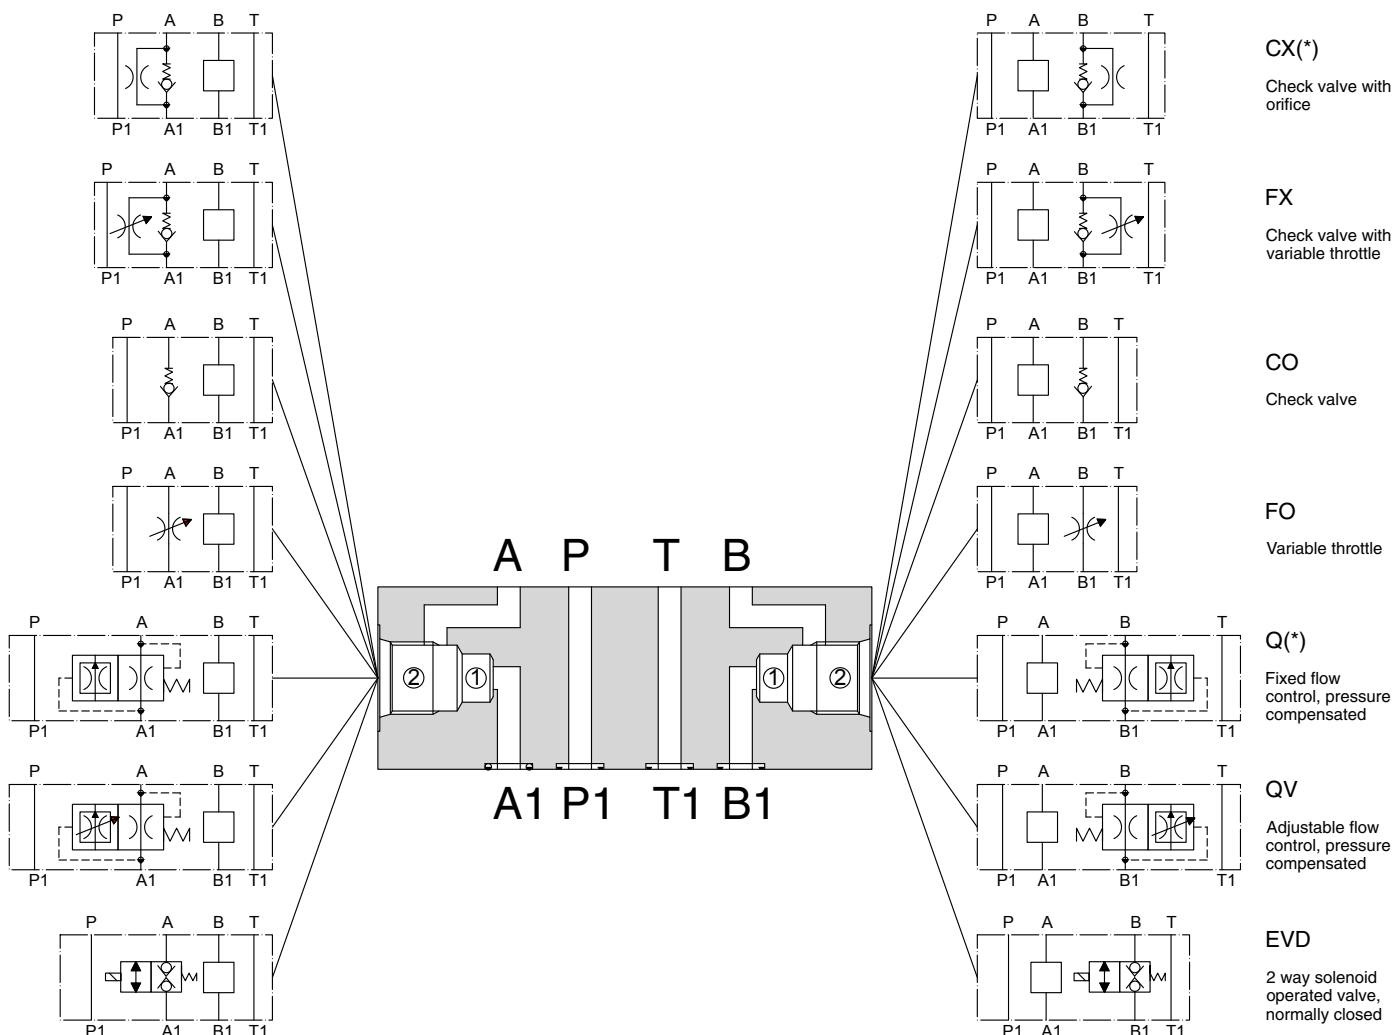 P A B T
P A B T
CX(*)
Check valve with
orifice
P1 A1 B1 T1
P1 A1 B1 T1
P A B T
P A B T
FX
Check valve with
variable throttle
P1 A1 B1 T1
P1 A1 B1 T1
P A B T
P A B T
CO
Check valve
P1 A1 B1 T1
P1 A1 B1 T1
P A B T
P A B T
FO
Variable throttle
P1 A1 B1 T1
P1 A1 B1 T1
A P T B
② ① ① ②
A1 P1 T1 B1
P A B T
P A B T
Q(*)
Fixed flow
control, pressure
compensated
P1 A1 B1 T1
P1 A1 B1 T1
P A B T
P A B T
QV
Adjustable flow
control, pressure
compensated
P1 A1 B1 T1
P1 A1 B1 T1
P A B T
P A B T
EVD
2 way solenoid
operated valve,
normally closed
P1 A1 B1 T1
P1 A1 B1 T1